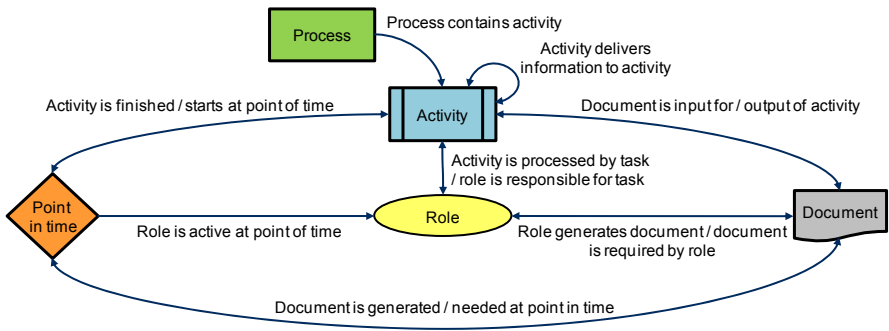 Process contains activity
Process
Activity delivers
information to activity
Activity is finished / starts at point of time
Document is input for / output of activity
Activity
Activity is processed by task
/ role is responsible for task
Point
in time
Role
Document
Role is active at point of time
Role generates document / document
is required by role
Document is generated / needed at point in time